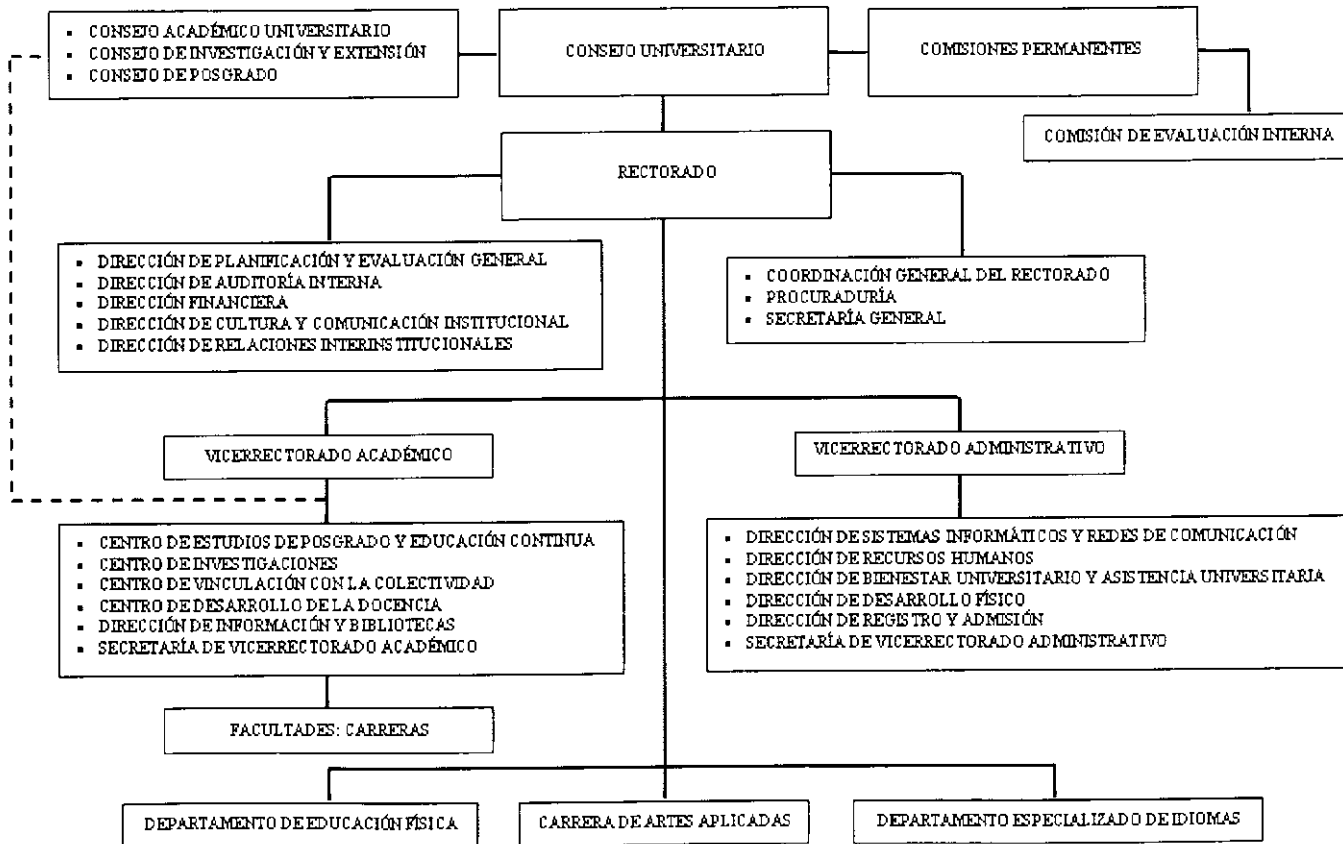 ▪ CONSEJO ACADÉMICO UNIVERSITARIO
▪ CONSEJO DE INVESTIGACIÓN Y EXTENSIÓN
▪ CONSEJO DE POSGRADO
CONSEJO UNIVERSITARIO
COMISIONES PERMANENTES
COMISIÓN DE EVALUACIÓN INTERNA
RECTORADO
▪ DIRECCIÓN DE PLANIFICACIÓN Y EVALUACIÓN GENERAL
▪ DIRECCIÓN DE AUDITORÍA INTERNA
▪ DIRECCIÓN FINANCIERA
▪ DIRECCIÓN DE CULTURA Y COMUNICACIÓN INSTITUCIONAL
▪ DIRECCIÓN DE RELACIONES INTERINSTITUCIONALES
▪ COORDINACIÓN GENERAL DEL RECTORADO
▪ PROCURADURÍA
▪ SECRETARÍA GENERAL
VICERRECTORADO ACADÉMICO
VICERRECTORADO ADMINISTRATIVO
▪ CENTRO DE ESTUDIOS DE POSGRADO Y EDUCACIÓN CONTINUA
▪ CENTRO DE INVESTIGACIONES
▪ CENTRO DE VINCULACIÓN CON LA COLECTIVIDAD
▪ CENTRO DE DESARROLLO DE LA DOCENCIA
▪ DIRECCIÓN DE INFORMACIÓN Y BIBLIOTECAS
▪ SECRETARÍA DE VICERRECTORADO ACADÉMICO
▪ DIRECCIÓN DE SISTEMAS INFORMÁTICOS Y REDES DE COMUNICACIÓN
▪ DIRECCIÓN DE RECURSOS HUMANOS
▪ DIRECCIÓN DE BIENESTAR UNIVERSITARIO Y ASISTENCIA UNIVERSITARIA
▪ DIRECCIÓN DE DESARROLLO FÍSICO
▪ DIRECCIÓN DE REGISTRO Y ADMISIÓN
▪ SECRETARÍA DE VICERRECTORADO ADMINISTRATIVO
FACULTADES: CARRERAS
DEPARTAMENTO DE EDUCACIÓN FÍSICA
CARRERA DE ARTES APLICADAS
DEPARTAMENTO ESPECIALIZADO DE IDIOMAS